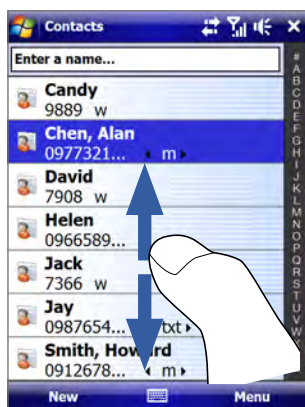 Contacts
Enter a name...
Candy
9889 w
Chen, Alan
0977321... m
David
7908 w
Helen
0966589...
Jack
7366 w
Jay
0987654... txt
Smith, Howard
0912678... m
#
A
B
C
D
E
F
G
H
I
J
K
L
M
N
O
P
Q
R
S
T
U
V
W
X
New Menu